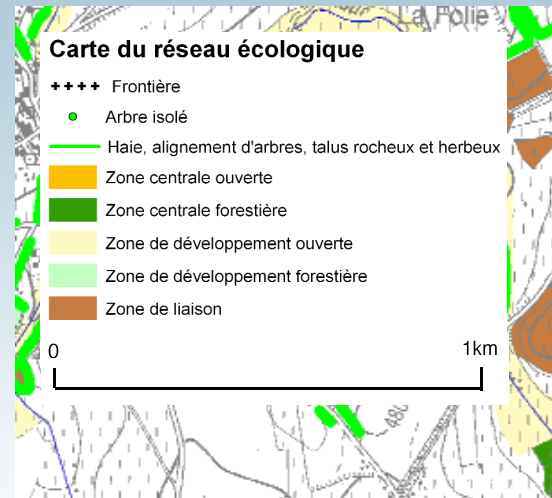 La Folie
Carte du réseau écologique
Frontière
Arbre isolé
Haie, alignement d'arbres, talus rocheux et herbeux
Zone centrale ouverte
Zone centrale forestière
Zone de développement ouverte
Zone de développement forestière
Zone de liaison
0 1km
480